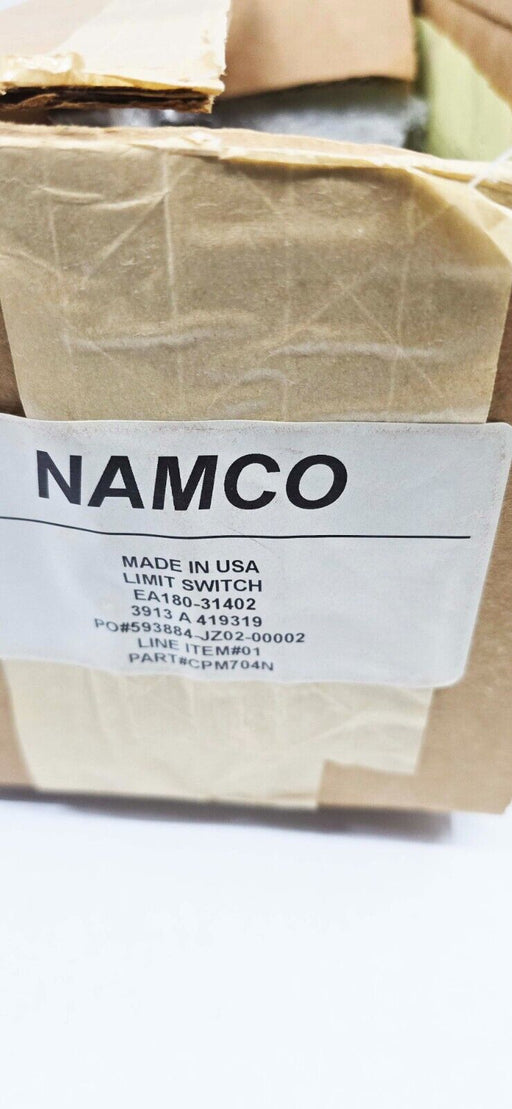 NAMCO
MADE IN USA
LIMIT SWITCH
EA180-31402
3913 A 419319
PO#593884-JZ02-00002
LINE ITEM#01
PART#CPM704N